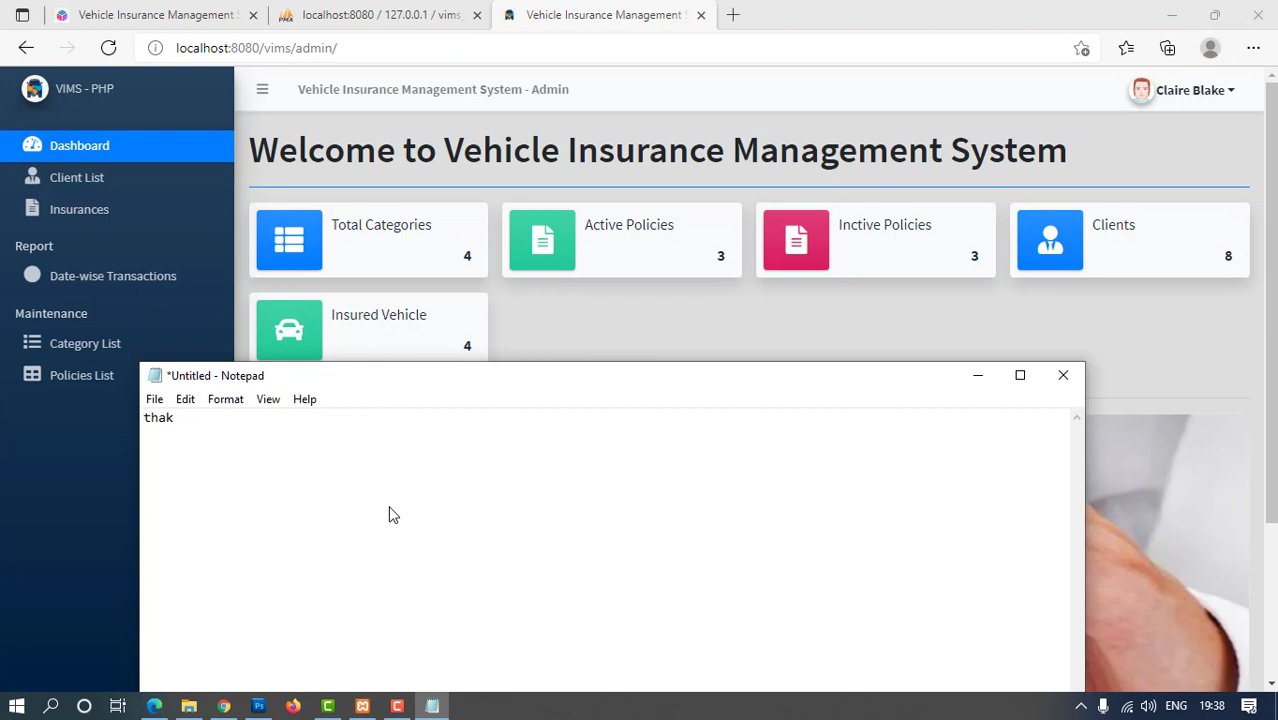 Vehicle Insurance Management S
localhost:8080 / 127.0.0.1 / vims_
Vehicle Insurance Management S
localhost:8080/vims/admin/
VIMS - PHP
Vehicle Insurance Management System - Admin
Claire Blake
Dashboard
Client List
Insurances
Report
Date-wise Transactions
Maintenance
Category List
Policies List
Welcome to Vehicle Insurance Management System
Total Categories
4
Active Policies
3
Inctive Policies
3
Clients
8
Insured Vehicle
4
*Untitled - Notepad
File Edit Format View Help
thak
ENG 19:38